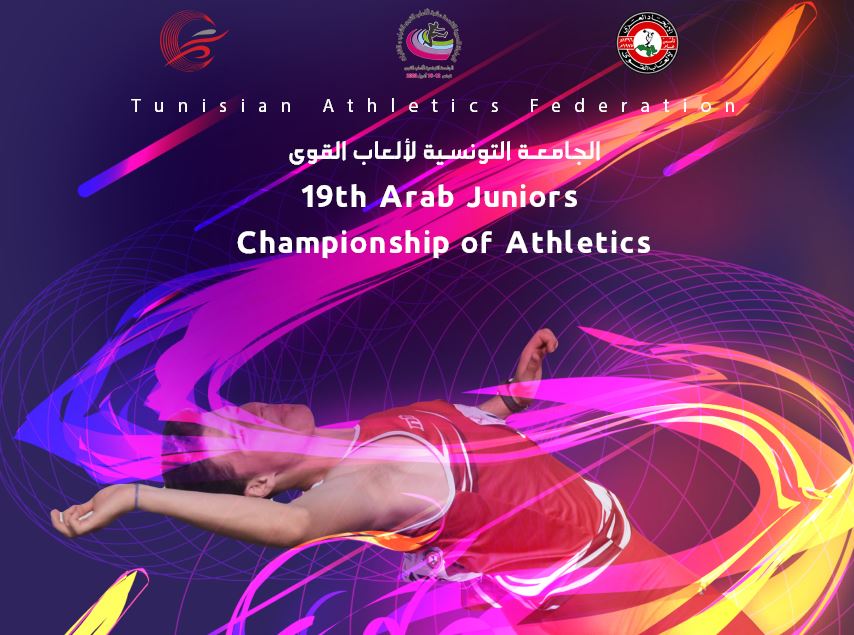 Tunisian Athletics Federation
الجامعة التونسية لألعاب القوى
19th Arab Juniors
Championship of Athletics